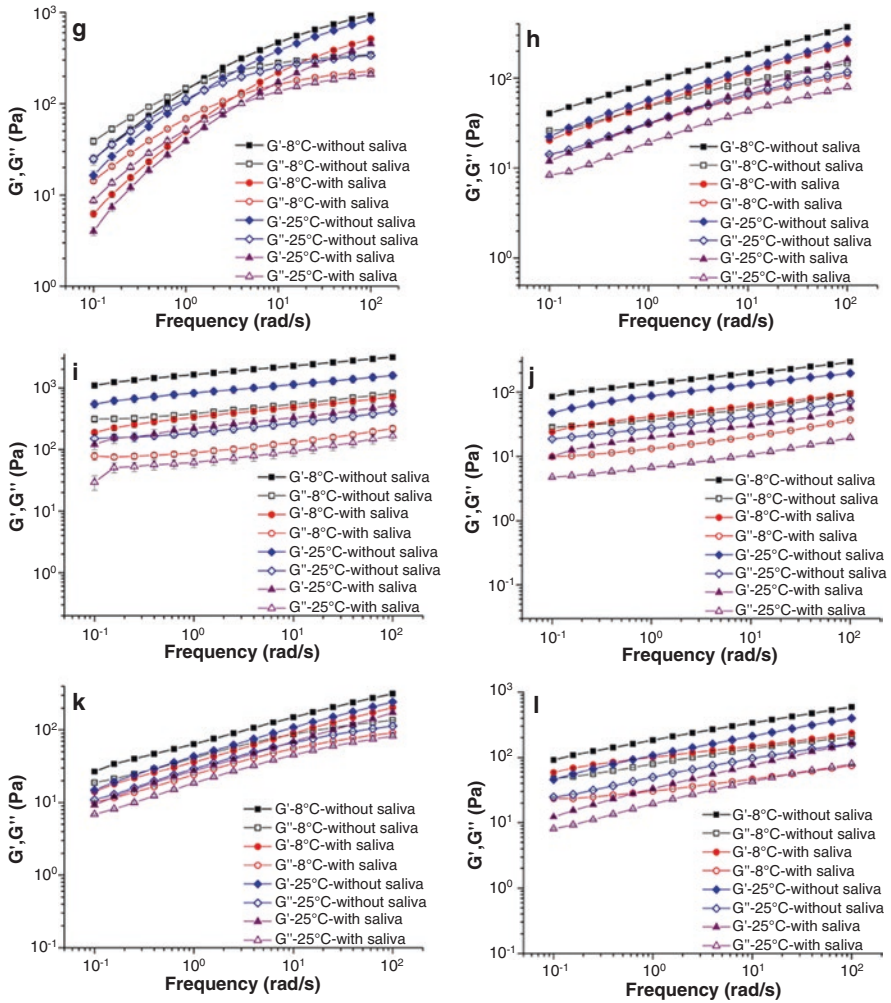 g
10³
10²
10¹
10⁰
G',G'' (Pa)
G'-8°C-without saliva
G''-8°C-without saliva
G'-8°C-with saliva
G''-8°C-with saliva
G'-25°C-without saliva
G''-25°C-without saliva
G'-25°C-with saliva
G''-25°C-with saliva
10⁻¹ 10⁰ 10¹ 10²
Frequency (rad/s)
h
10²
10¹
10⁰
G',G'' (Pa)
G'-8°C-without saliva
G''-8°C-without saliva
G'-8°C-with saliva
G''-8°C-with saliva
G'-25°C-without saliva
G''-25°C-without saliva
G'-25°C-with saliva
G''-25°C-with saliva
10⁻¹ 10⁰ 10¹ 10²
Frequency (rad/s)
i
10³
10²
10¹
10⁰
G',G'' (Pa)
G'-8°C-without saliva
G''-8°C-without saliva
G'-8°C-with saliva
G''-8°C-with saliva
G'-25°C-without saliva
G''-25°C-without saliva
G'-25°C-with saliva
G''-25°C-with saliva
10⁻¹ 10⁰ 10¹ 10²
Frequency (rad/s)
j
10²
10¹
10⁰
10⁻¹
G',G'' (Pa)
G'-8°C-without saliva
G''-8°C-without saliva
G'-8°C-with saliva
G''-8°C-with saliva
G'-25°C-without saliva
G''-25°C-without saliva
G'-25°C-with saliva
G''-25°C-with saliva
10⁻¹ 10⁰ 10¹ 10²
Frequency (rad/s)
k
10²
10¹
10⁰
10⁻¹
G',G'' (Pa)
G'-8°C-without saliva
G''-8°C-without saliva
G'-8°C-with saliva
G''-8°C-with saliva
G'-25°C-without saliva
G''-25°C-without saliva
G'-25°C-with saliva
G''-25°C-with saliva
10⁻¹ 10⁰ 10¹ 10²
Frequency (rad/s)
l
10³
10²
10¹
10⁰
10⁻¹
G',G'' (Pa)
G'-8°C-without saliva
G''-8°C-without saliva
G'-8°C-with saliva
G''-8°C-with saliva
G'-25°C-without saliva
G''-25°C-without saliva
G'-25°C-with saliva
G''-25°C-with saliva
10⁻¹ 10⁰ 10¹ 10²
Frequency (rad/s)